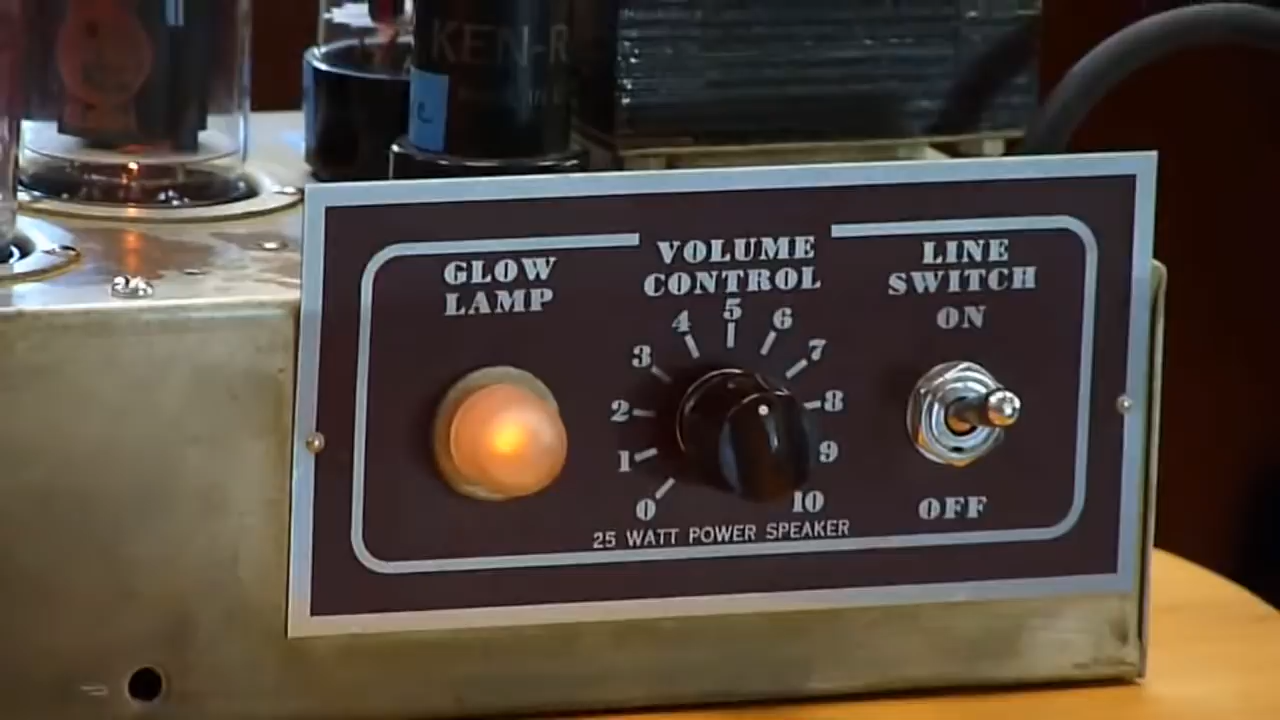 KEN-R
GLOW
LAMP
VOLUME
CONTROL
LINE
SWITCH
ON
OFF
0
1
2
3
4
5
6
7
8
9
10
25 WATT POWER SPEAKER